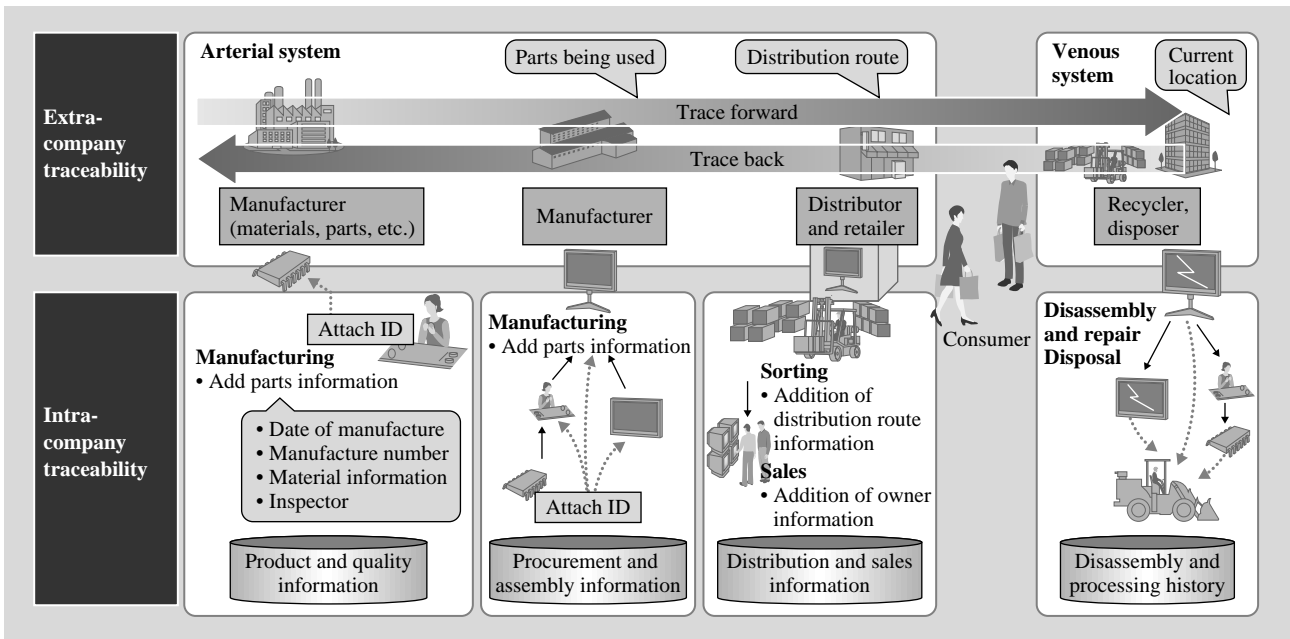 Extra-
company
traceability
Arterial system
Parts being used
Distribution route
Venous
system
Current
location
Trace forward
Trace back
Manufacturer
(materials, parts, etc.)
Manufacturer
Distributor
and retailer
Recycler,
disposer
Consumer
Intra-
company
traceability
Attach ID
Manufacturing
• Add parts information
• Date of manufacture
• Manufacture number
• Material information
• Inspector
Product and quality
information
Manufacturing
• Add parts information
Attach ID
Procurement and
assembly information
Sorting
• Addition of
distribution route
information
Sales
• Addition of owner
information
Distribution and sales
information
Disassembly
and repair
Disposal
Disassembly and
processing history